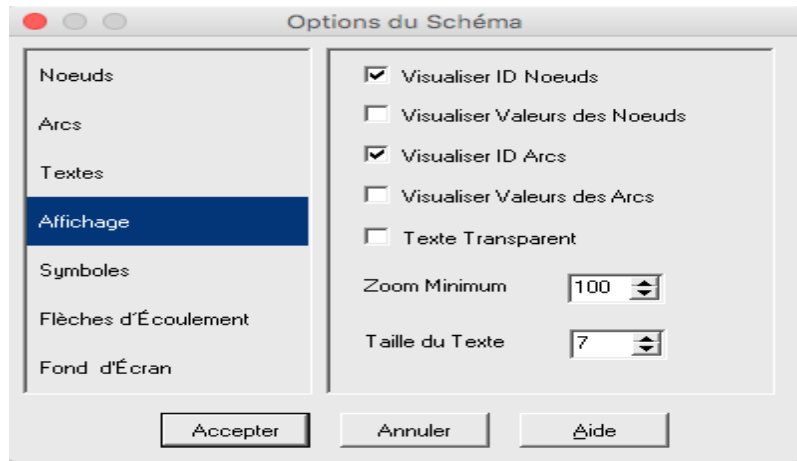 Options du Schéma
Noeuds
Arcs
Textes
Affichage
Symboles
Flèches d'Écoulement
Fond d'Écran
Visualiser ID Noeuds
Visualiser Valeurs des Noeuds
Visualiser ID Arcs
Visualiser Valeurs des Arcs
Texte Transparent
Zoom Minimum 100
Taille du Texte 7
Accepter Annuler Aide